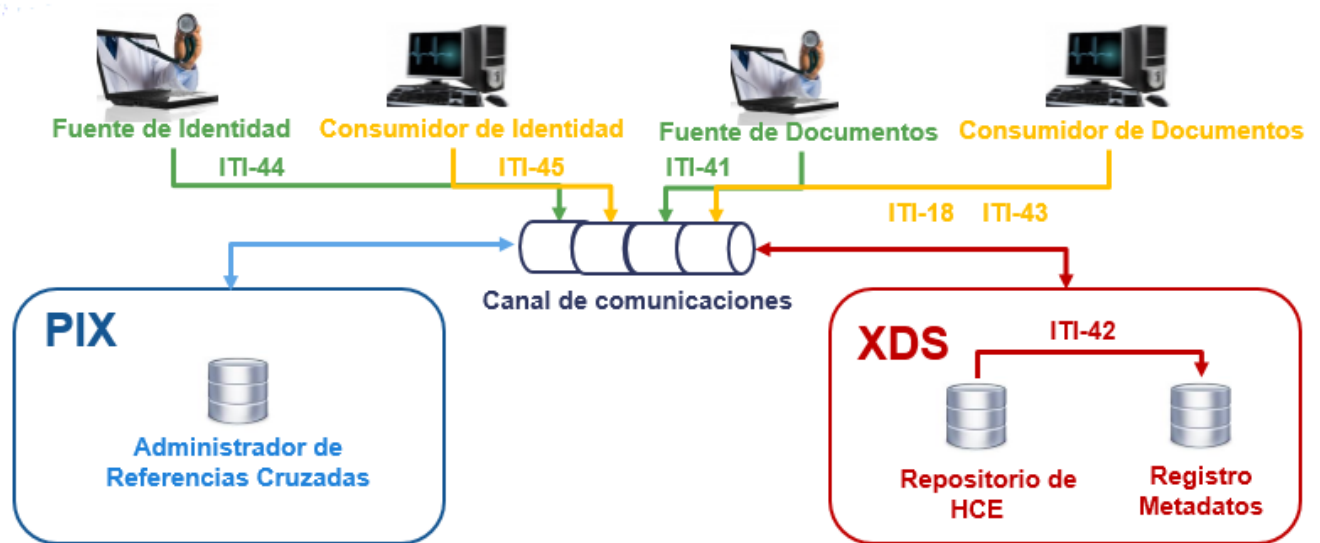 Fuente de Identidad
Consumidor de Identidad
Fuente de Documentos
Consumidor de Documentos
ITI-44
ITI-45
ITI-41
ITI-18 ITI-43
Canal de comunicaciones
PIX
Administrador de
Referencias Cruzadas
XDS
ITI-42
Repositorio de
HCE
Registro
Metadatos